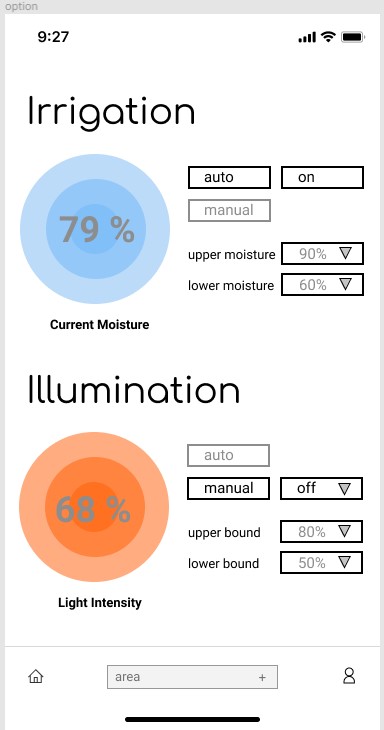 option
9:27
Irrigation
auto on
manual
79 %
upper moisture 90%
lower moisture 60%
Current Moisture
Illumination
auto
manual off
68 %
upper bound 80%
lower bound 50%
Light Intensity
area +